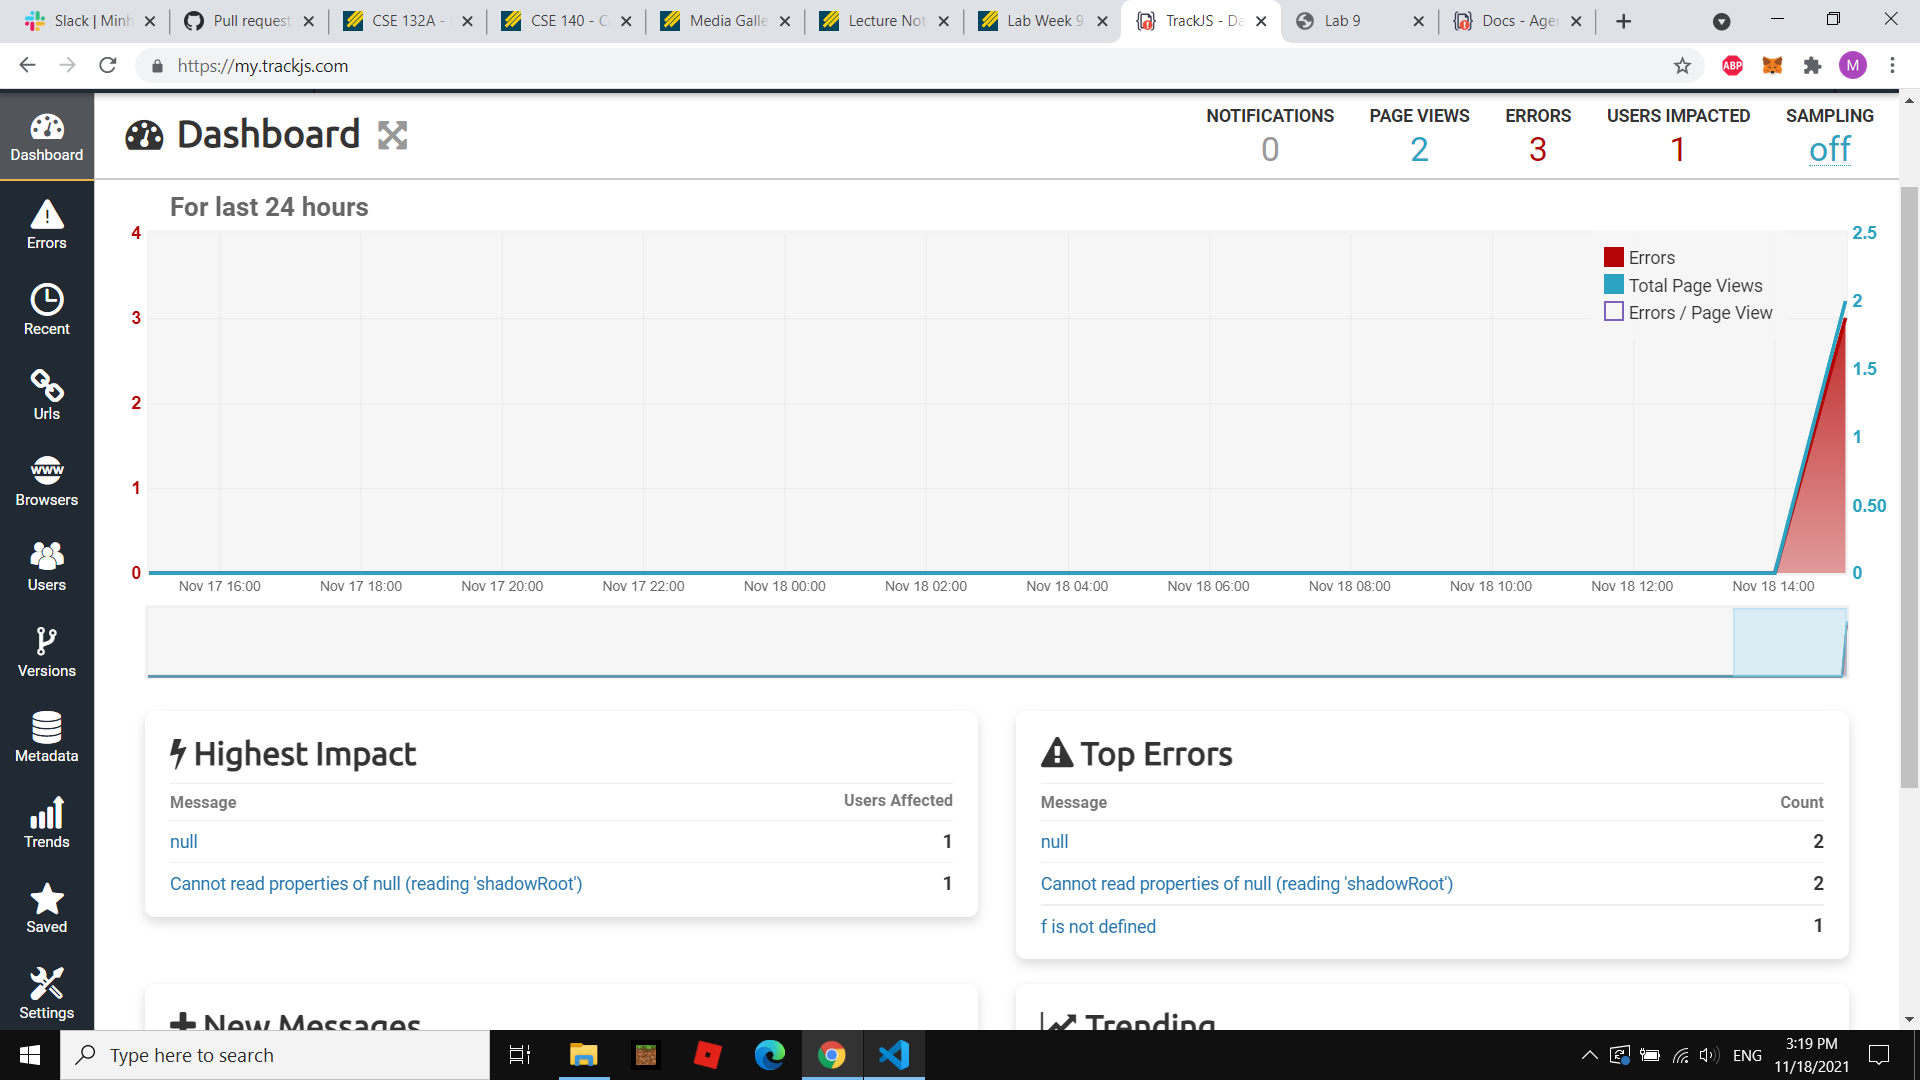 Slack | Minh
Pull request
CSE 132A -
CSE 140 - C
Media Galle
Lecture Not
Lab Week 9
TrackJS - Da
Lab 9
Docs - Agen
https://my.trackjs.com
ABP
M
Dashboard
NOTIFICATIONS
0
PAGE VIEWS
2
ERRORS
3
USERS IMPACTED
1
SAMPLING
off
Dashboard
Errors
Recent
Urls
www
Browsers
Users
Versions
Metadata
Trends
Saved
Settings
For last 24 hours
4
3
2
1
0
2.5
2
1.5
1
0.50
0
Errors
Total Page Views
Errors / Page View
Nov 17 16:00 Nov 17 18:00 Nov 17 20:00 Nov 17 22:00 Nov 18 00:00 Nov 18 02:00 Nov 18 04:00 Nov 18 06:00 Nov 18 08:00 Nov 18 10:00 Nov 18 12:00 Nov 18 14:00
Highest Impact
Message Users Affected
null 1
Cannot read properties of null (reading 'shadowRoot') 1
Top Errors
Message Count
null 2
Cannot read properties of null (reading 'shadowRoot') 2
f is not defined 1
New Messages
Trending
Type here to search
ENG
3:19 PM
11/18/2021